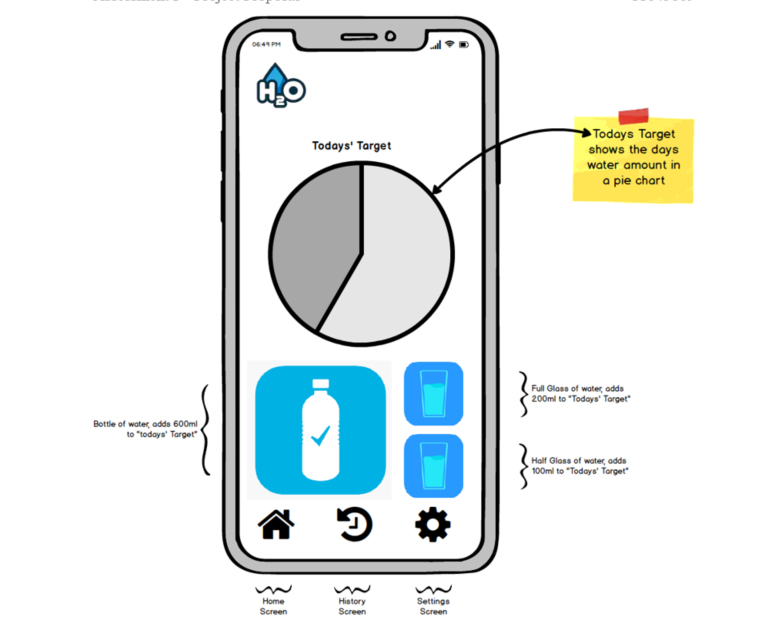 06:49 PM
H2O
Todays' Target
Todays Target
shows the days
water amount in
a pie chart
Full Glass of water, adds
200ml to "Todays' Target"
Bottle of water, adds 600ml
to "todays' Target"
Half Glass of water, adds
100ml to "Todays' Target"
Home
Screen
History
Screen
Settings
Screen